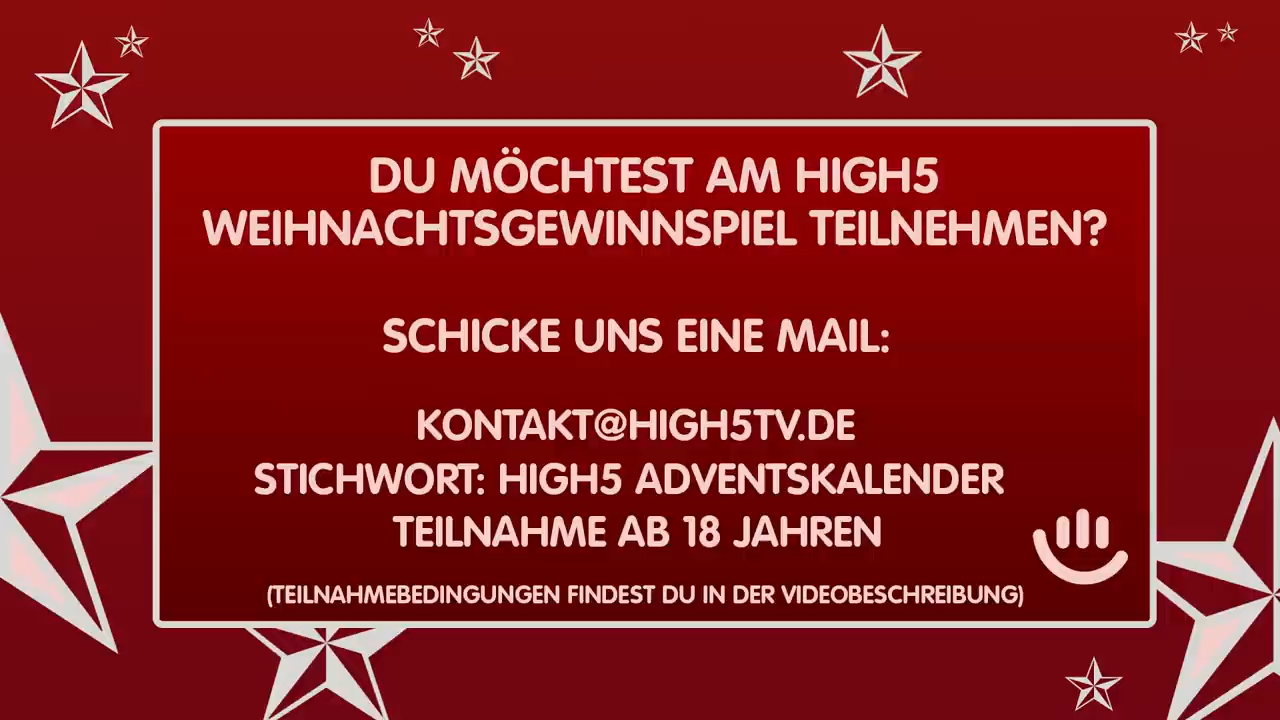 DU MÖCHTEST AM HIGH5
WEIHNACHTSGEWINNSPIEL TEILNEHMEN?
SCHICKE UNS EINE MAIL:
KONTAKT@HIGH5TV.DE
STICHWORT: HIGH5 ADVENTSKALENDER
TEILNAHME AB 18 JAHREN
(TEILNAHMEBEDINGUNGEN FINDEST DU IN DER VIDEOBESCHREIBUNG)